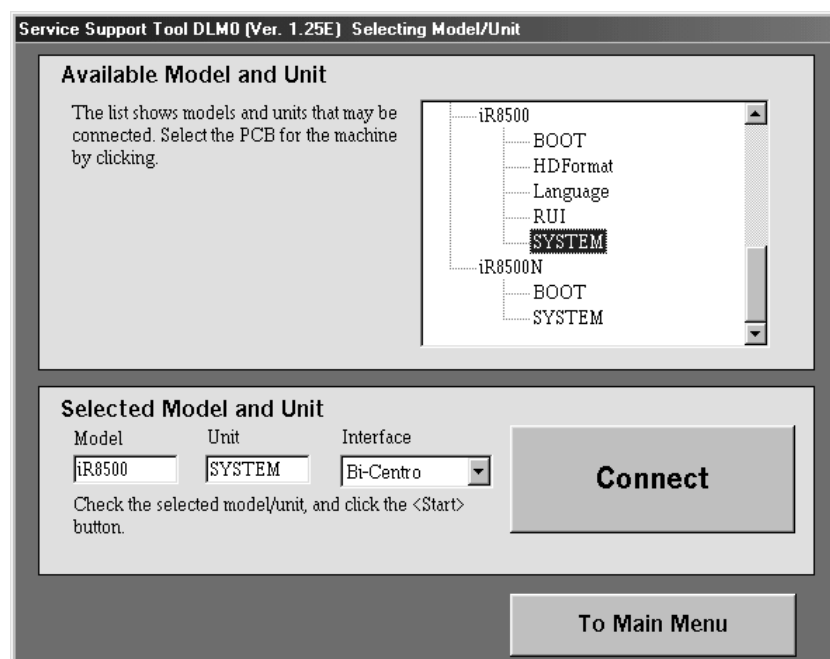 Service Support Tool DLM0 (Ver. 1.25E) Selecting Model/Unit
Available Model and Unit
The list shows models and units that may be
connected. Select the PCB for the machine
by clicking.
iR8500
BOOT
HDFormat
Language
RUI
SYSTEM
iR8500N
BOOT
SYSTEM
Selected Model and Unit
Model Unit Interface
iR8500 SYSTEM Bi-Centro
Check the selected model/unit, and click the <Start>
button.
Connect
To Main Menu